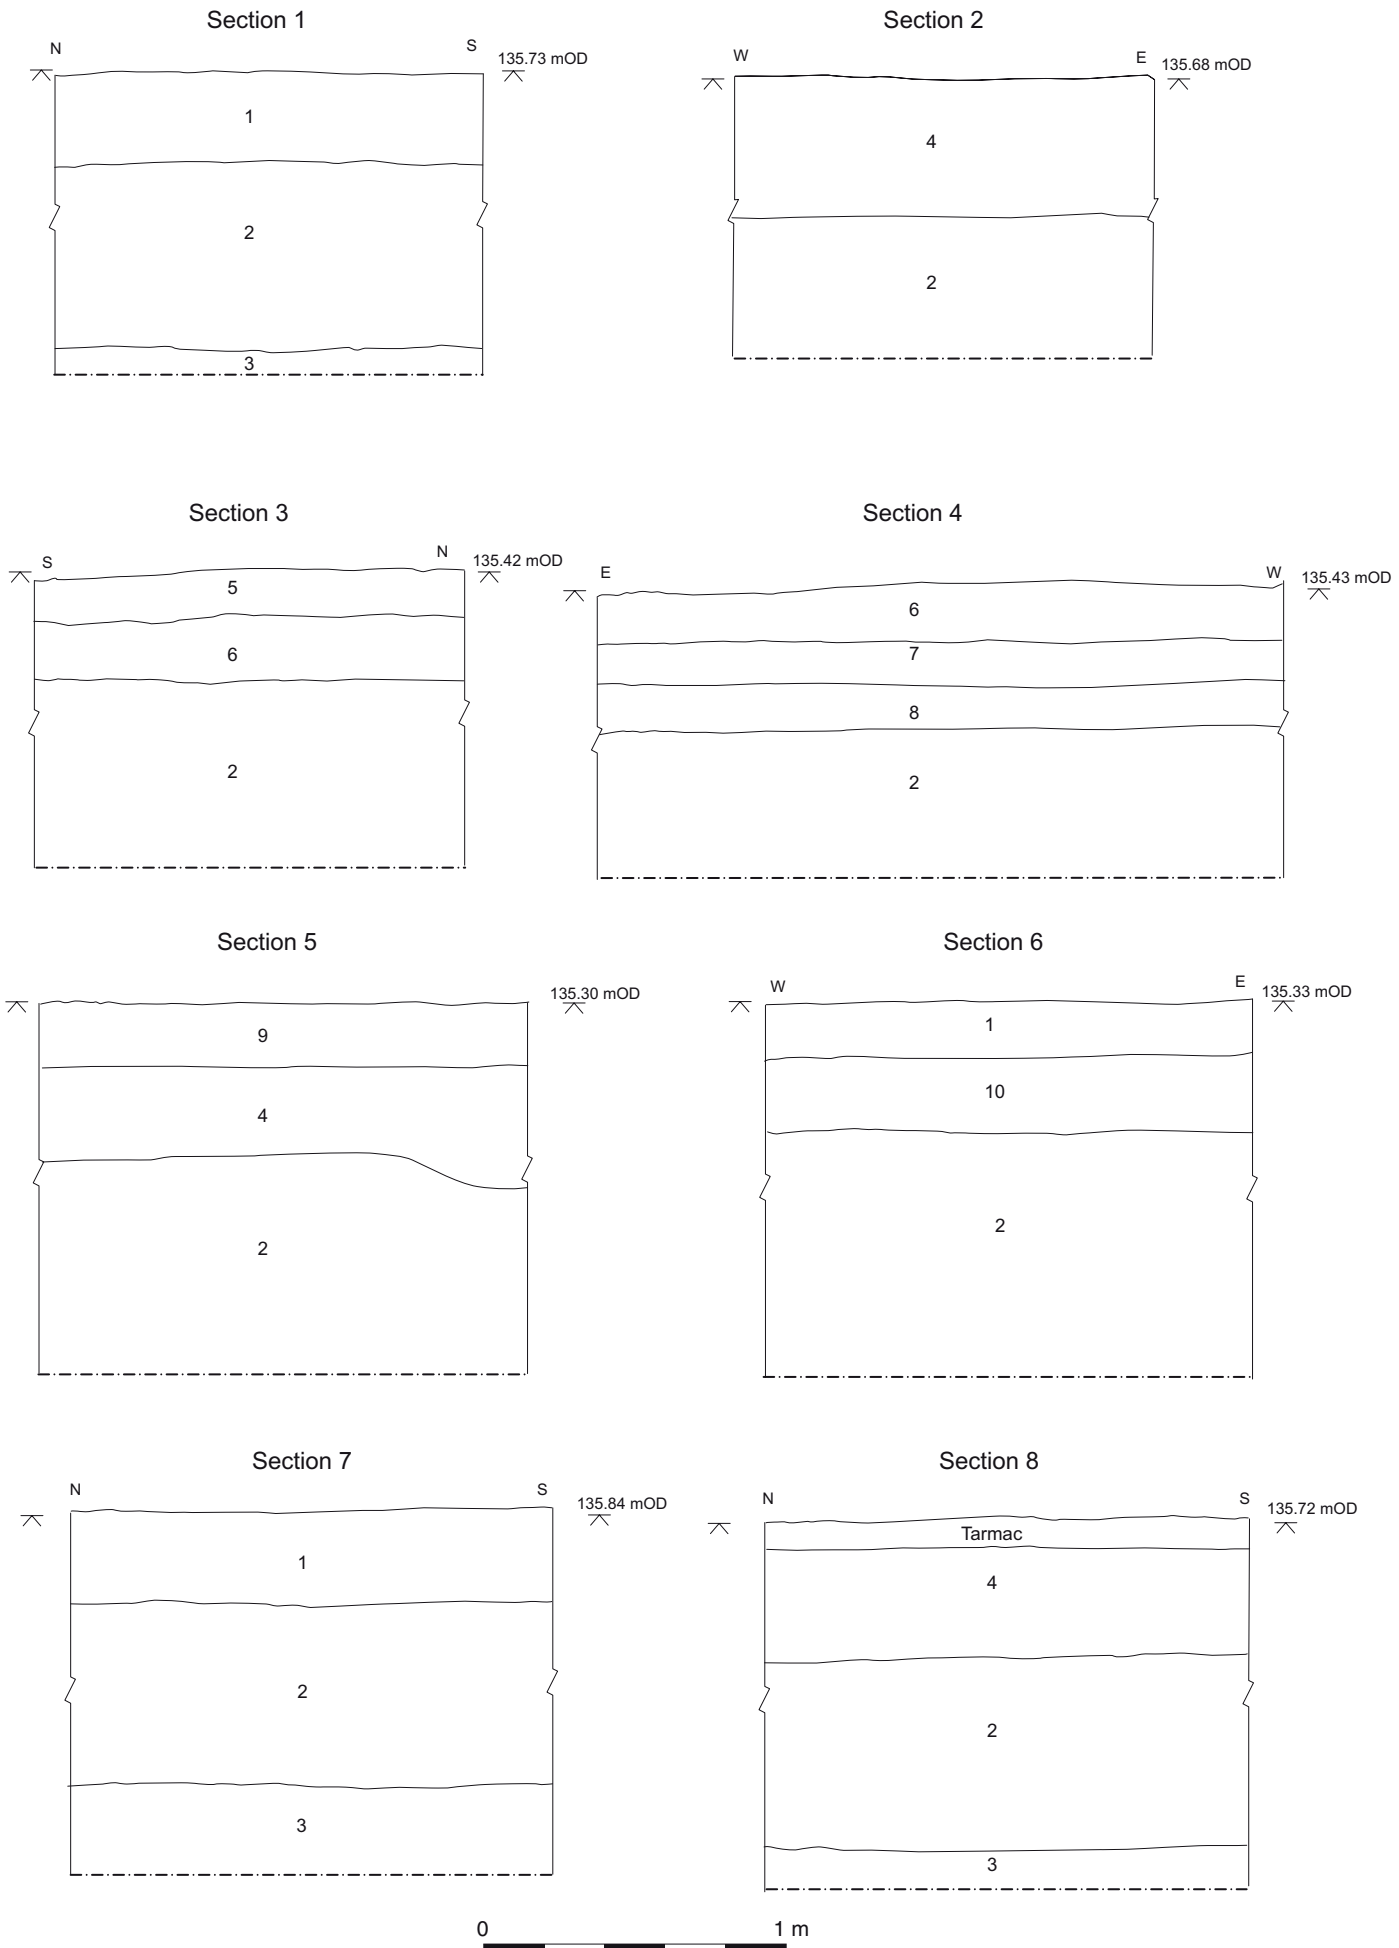 Section 1
N
S
135.73 mOD
1
2
3
Section 2
W
E
135.68 mOD
4
2
Section 3
S
N
135.42 mOD
5
6
2
Section 4
E
W
135.43 mOD
6
7
8
2
Section 5
135.30 mOD
9
4
2
Section 6
W
E
135.33 mOD
1
10
2
Section 7
N
S
135.84 mOD
1
2
3
Section 8
N
S
135.72 mOD
Tarmac
4
2
3
0 1 m